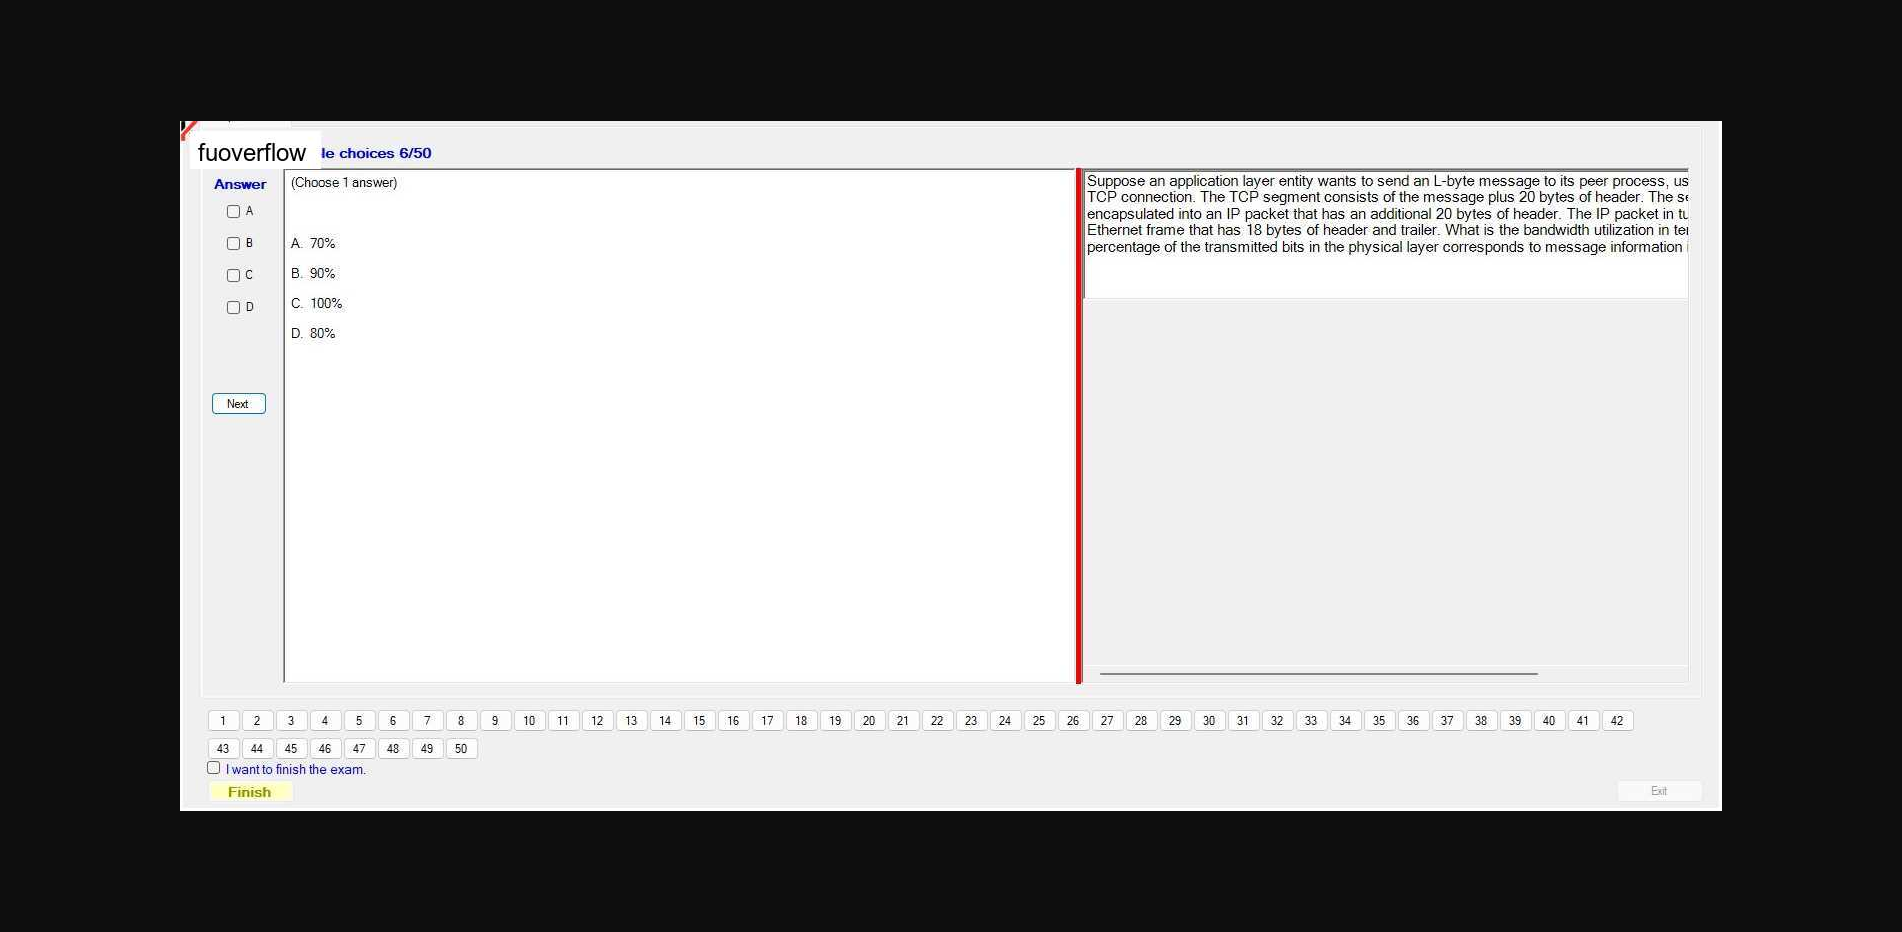 fuoverflow
le choices 6/50
Answer
A
B
C
D
Next
(Choose 1 answer)
A. 70%
B. 90%
C. 100%
D. 80%
Suppose an application layer entity wants to send an L-byte message to its peer process, us
TCP connection. The TCP segment consists of the message plus 20 bytes of header. The se
encapsulated into an IP packet that has an additional 20 bytes of header. The IP packet in tu
Ethernet frame that has 18 bytes of header and trailer. What is the bandwidth utilization in ter
percentage of the transmitted bits in the physical layer corresponds to message information
1 2 3 4 5 6 7 8 9 10 11 12 13 14 15 16 17 18 19 20 21 22 23 24 25 26 27 28 29 30 31 32 33 34 35 36 37 38 39 40 41 42
43 44 45 46 47 48 49 50
I want to finish the exam.
Finish
Exit